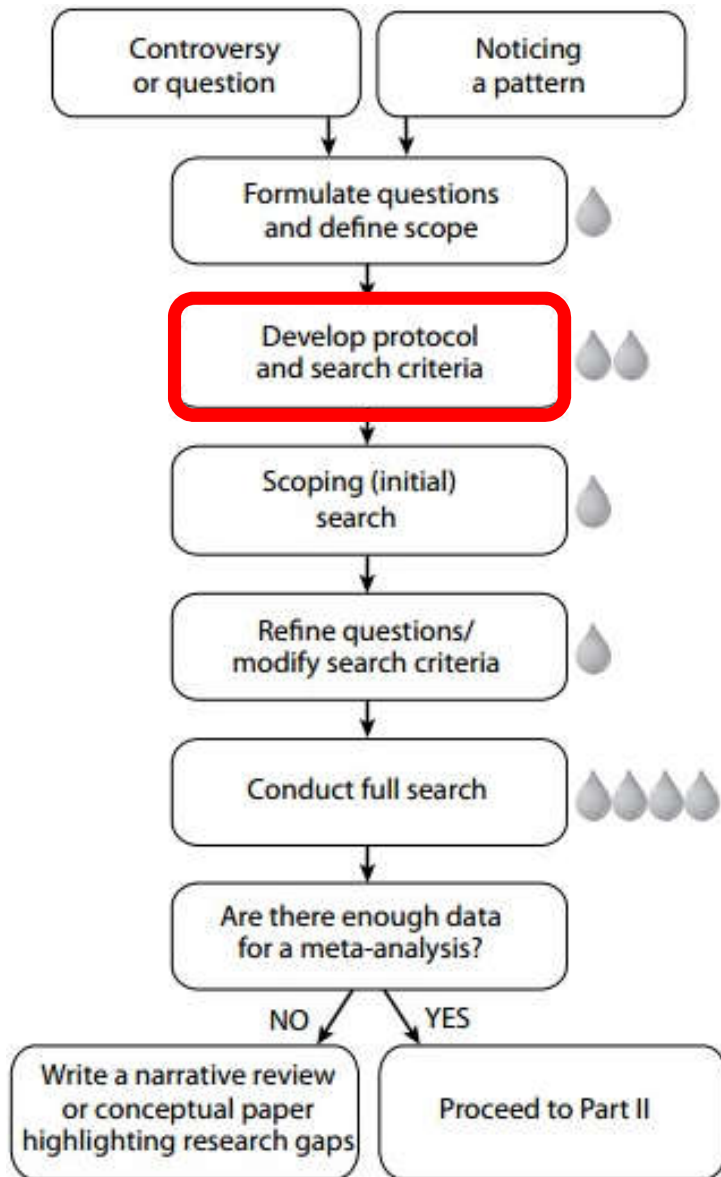 Controversy
or question
Noticing
a pattern
Formulate questions
and define scope
Develop protocol
and search criteria
Scoping (initial)
search
Refine questions/
modify search criteria
Conduct full search
Are there enough data
for a meta-analysis?
NO
YES
Write a narrative review
or conceptual paper
highlighting research gaps
Proceed to Part II